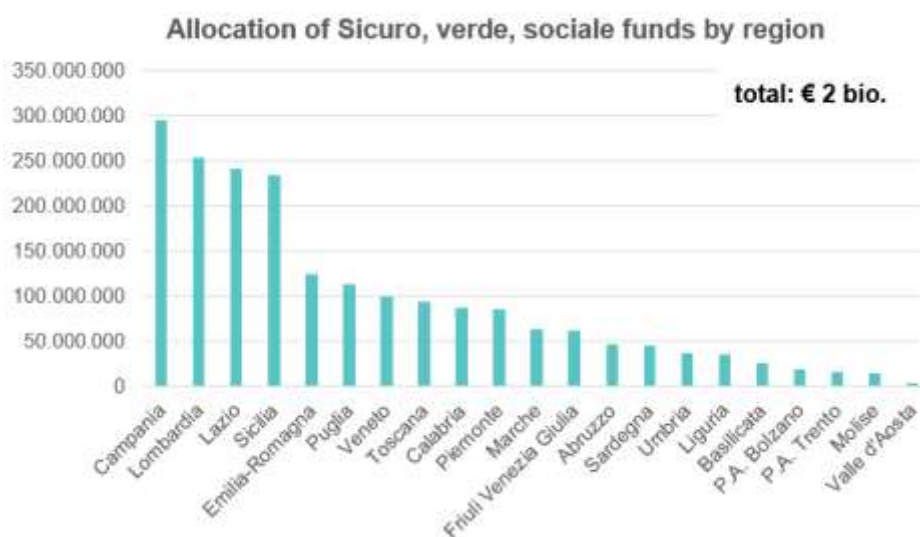 Allocation of Sicuro, verde, sociale funds by region
total: € 2 bio.
350.000.000
300.000.000
250.000.000
200.000.000
150.000.000
100.000.000
50.000.000
0
Campania
Lombardia
Lazio
Sicilia
Emilia-Romagna
Puglia
Veneto
Toscana
Calabria
Piemonte
Marche
Friuli Venezia Giulia
Abruzzo
Sardegna
Umbria
Liguria
Basilicata
P.A. Bolzano
P.A. Trento
Molise
Valle d'Aosta